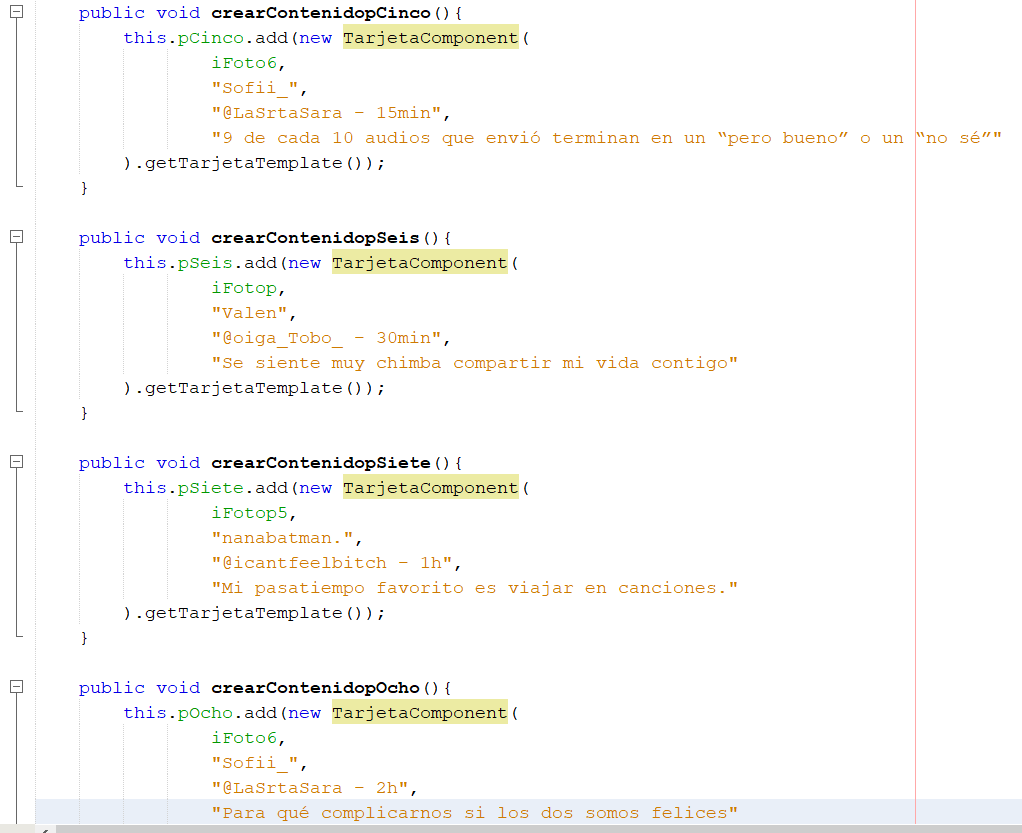 public void crearContenidopCinco(){
this.pCinco.add(new TarjetaComponent(
iFoto6,
"Sofii_",
"@LaSrtaSara - 15min",
"9 de cada 10 audios que envió terminan en un “pero bueno” o un “no sé”"
).getTarjetaTemplate());
}
public void crearContenidopSeis(){
this.pSeis.add(new TarjetaComponent(
iFotop,
"Valen",
"@oiga_Tobo_ - 30min",
"Se siente muy chimba compartir mi vida contigo"
).getTarjetaTemplate());
}
public void crearContenidopSiete(){
this.pSiete.add(new TarjetaComponent(
iFotop5,
"nanabatman.",
"@icantfeelbitch - 1h",
"Mi pasatiempo favorito es viajar en canciones."
).getTarjetaTemplate());
}
public void crearContenidopOcho(){
this.pOcho.add(new TarjetaComponent(
iFoto6,
"Sofii_",
"@LaSrtaSara - 2h",
"Para qué complicarnos si los dos somos felices"